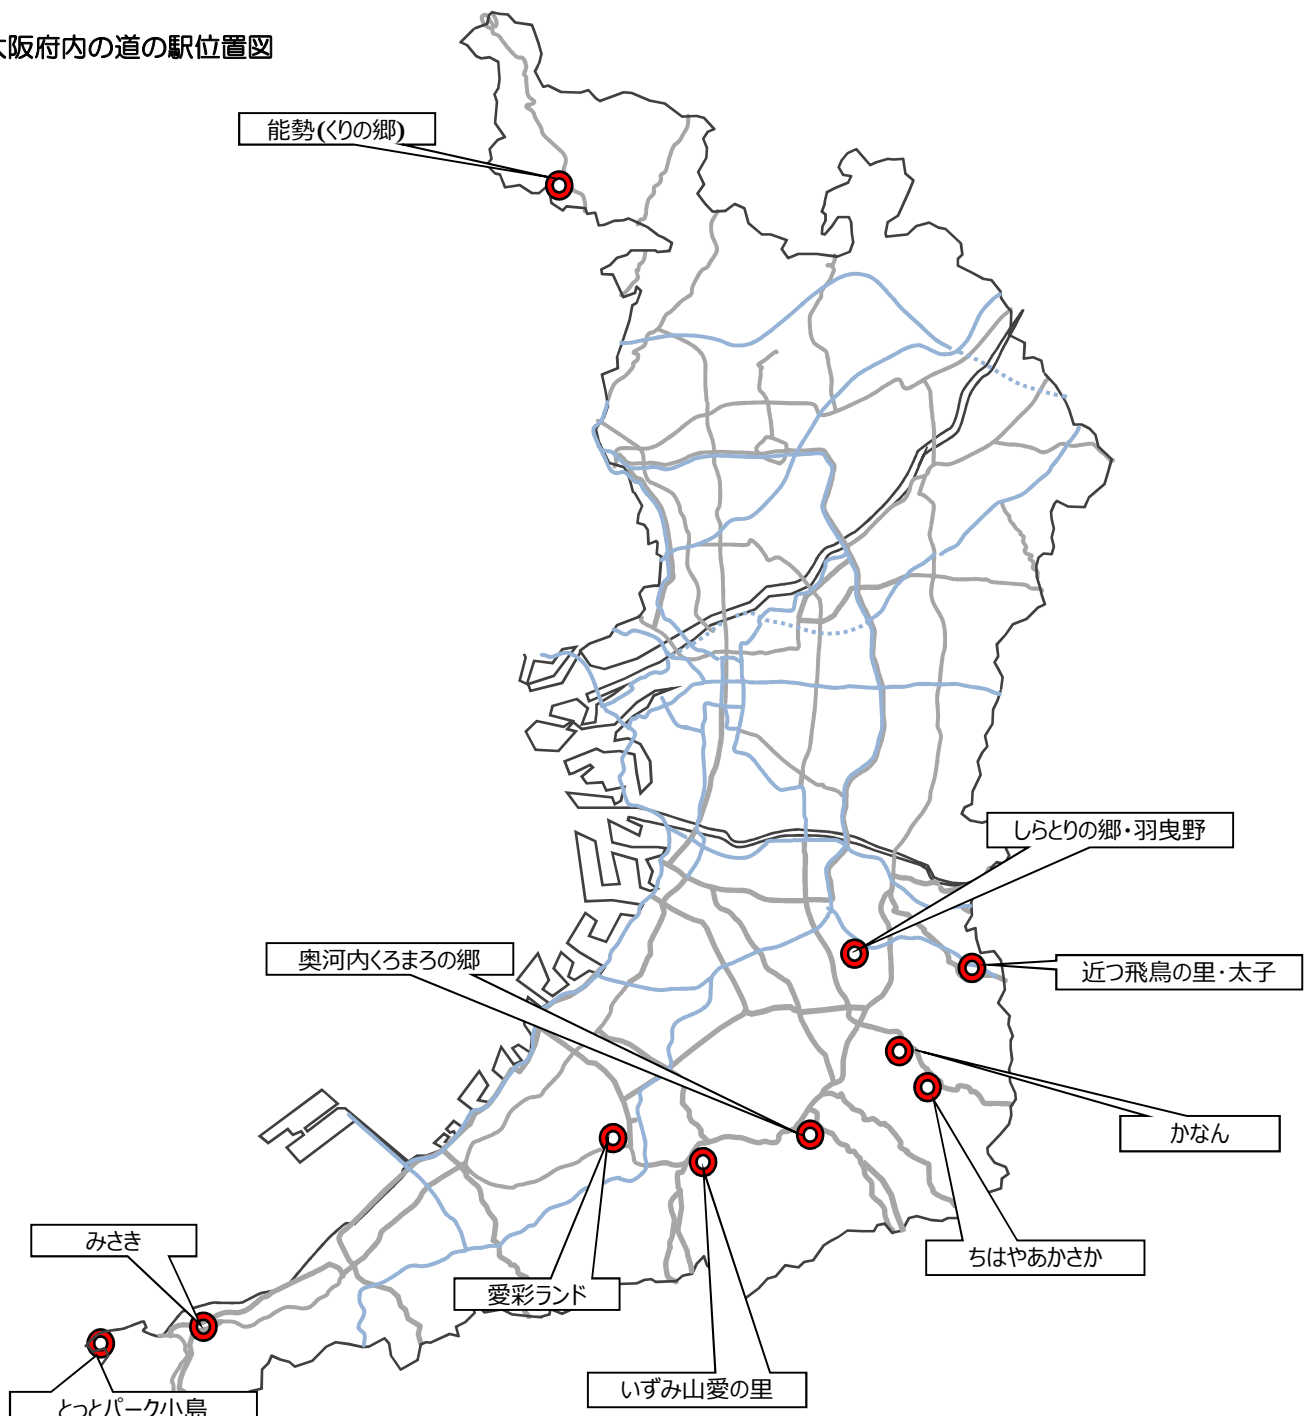 大阪府内の道の駅位置図
能勢(くりの郷)
しらとりの郷・羽曳野
奥河内くろまろの郷
近つ飛鳥の里・太子
かなん
みさき
ちはやあかさか
愛彩ランド
いずみ山愛の里
とっとパーク小島